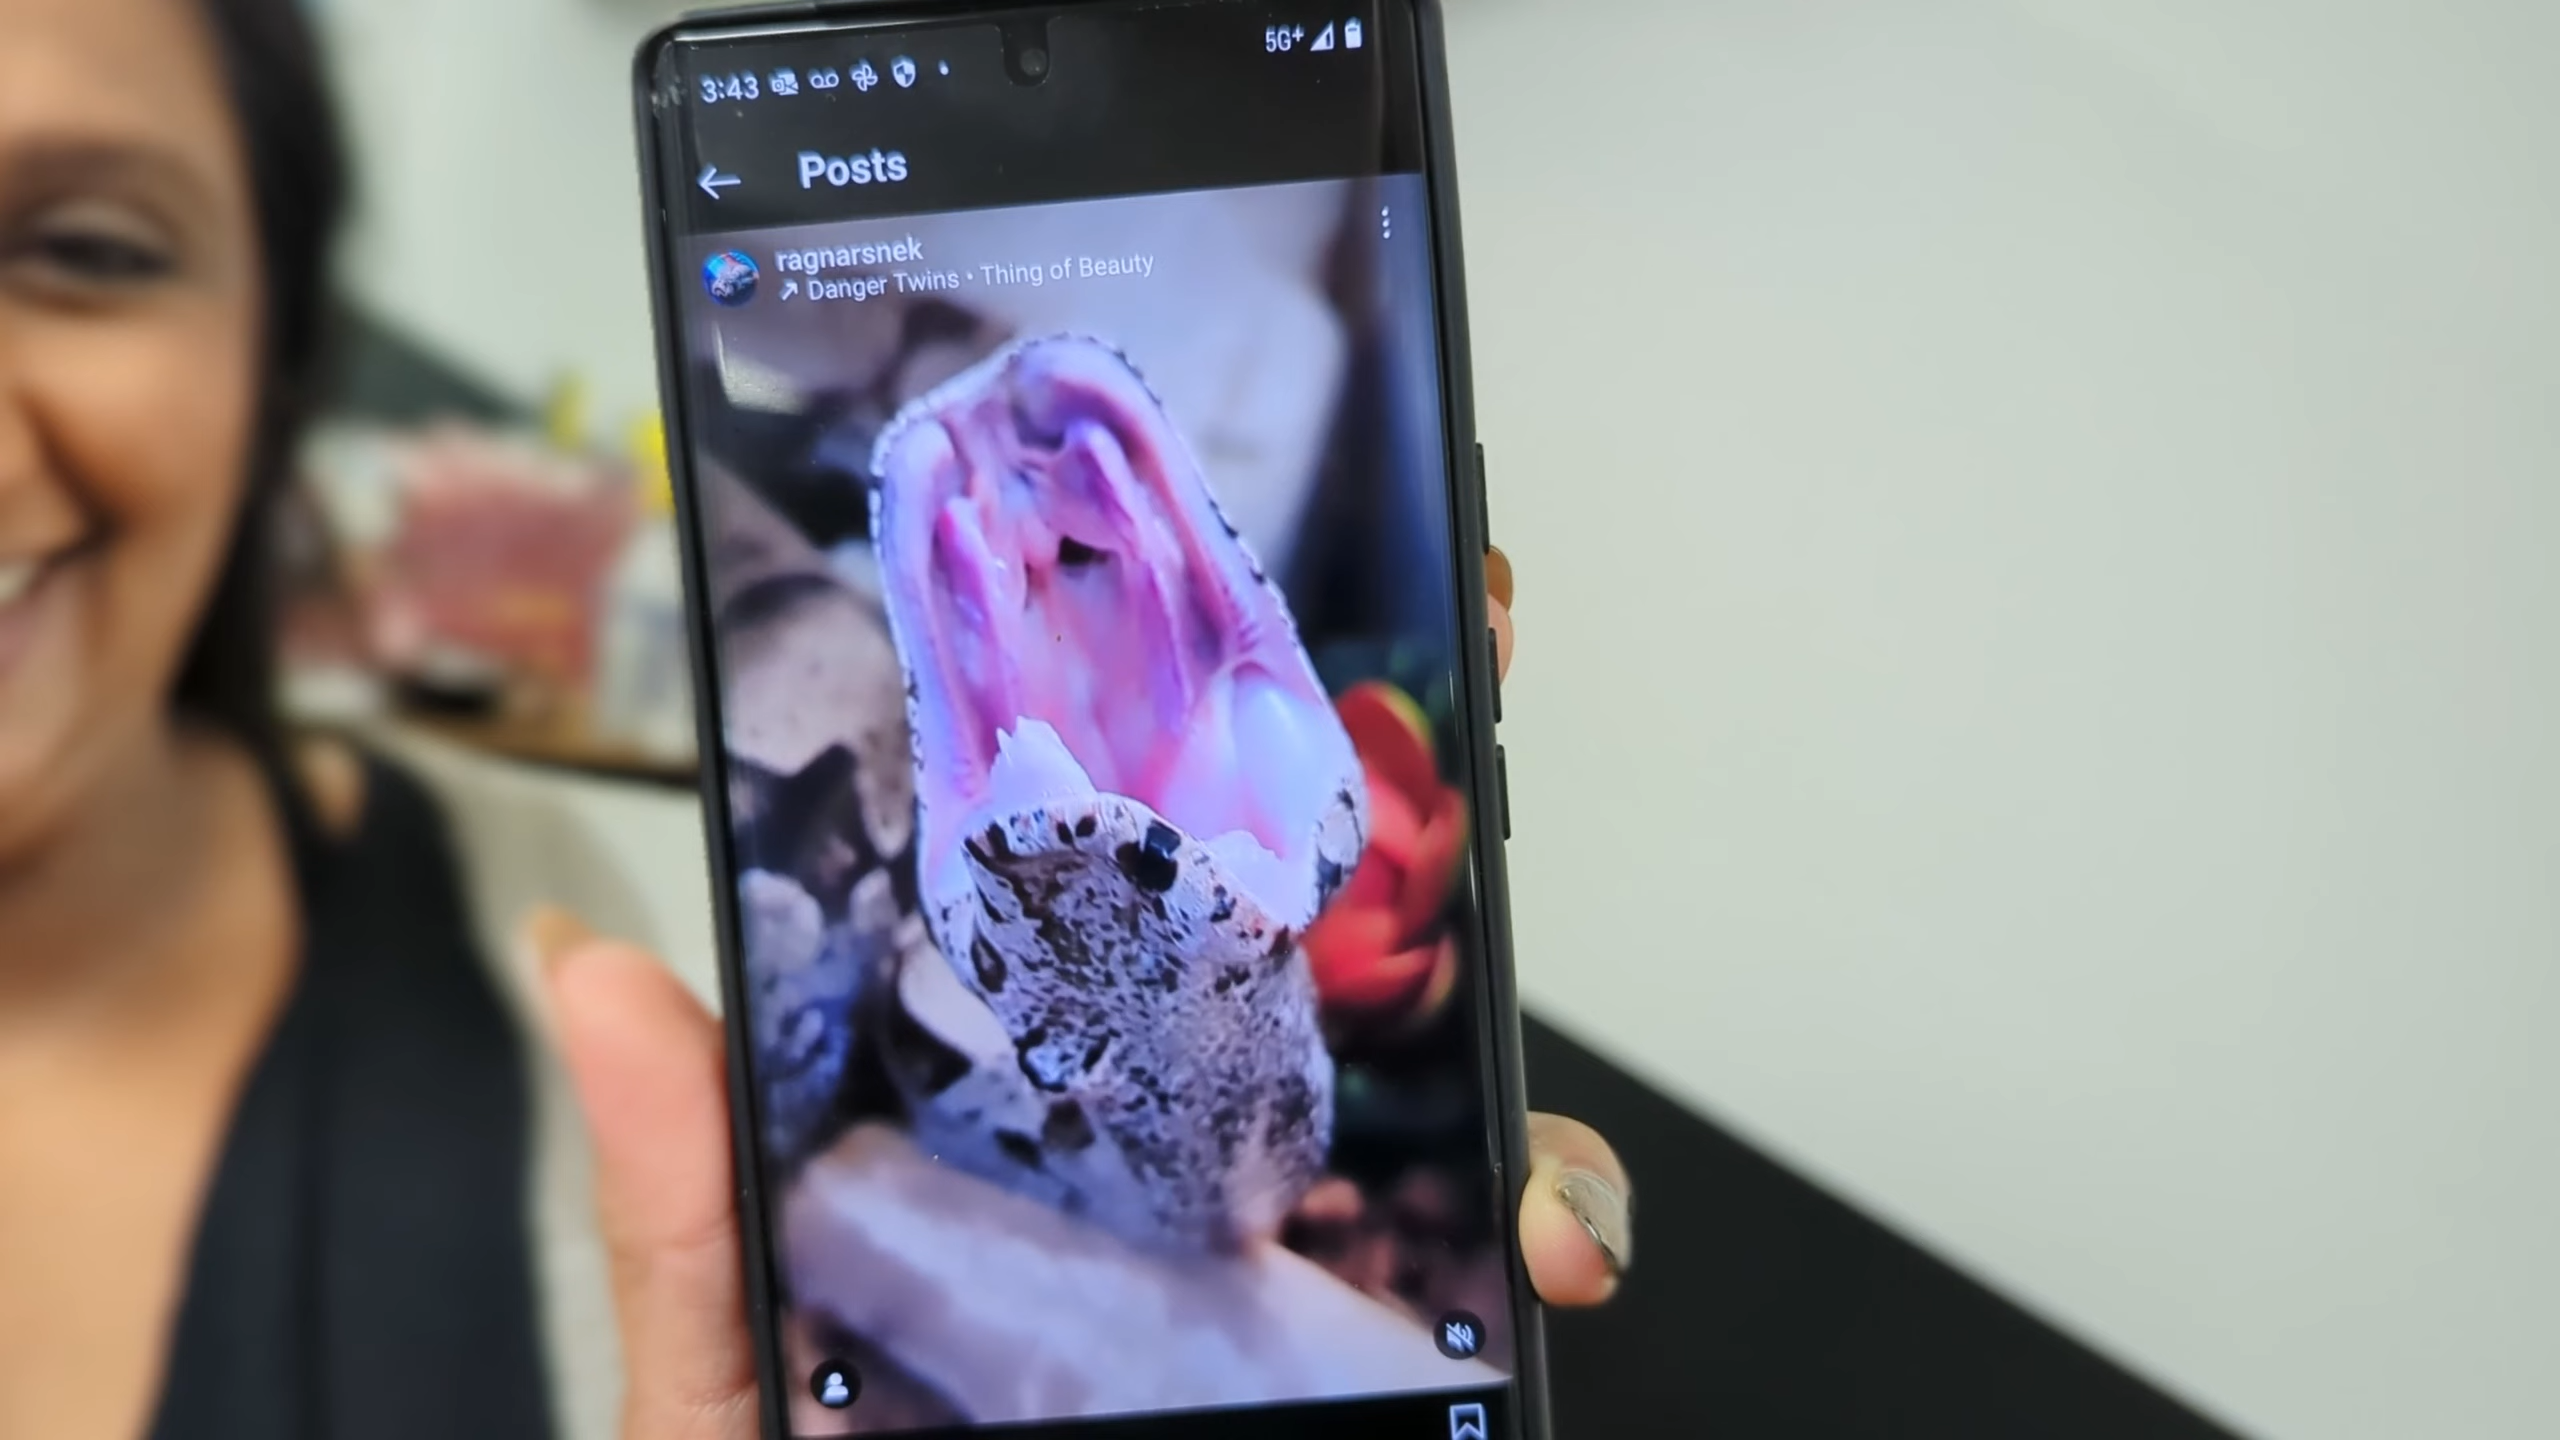 3:43
5G+
Posts
ragnarsnek
Danger Twins • Thing of Beauty